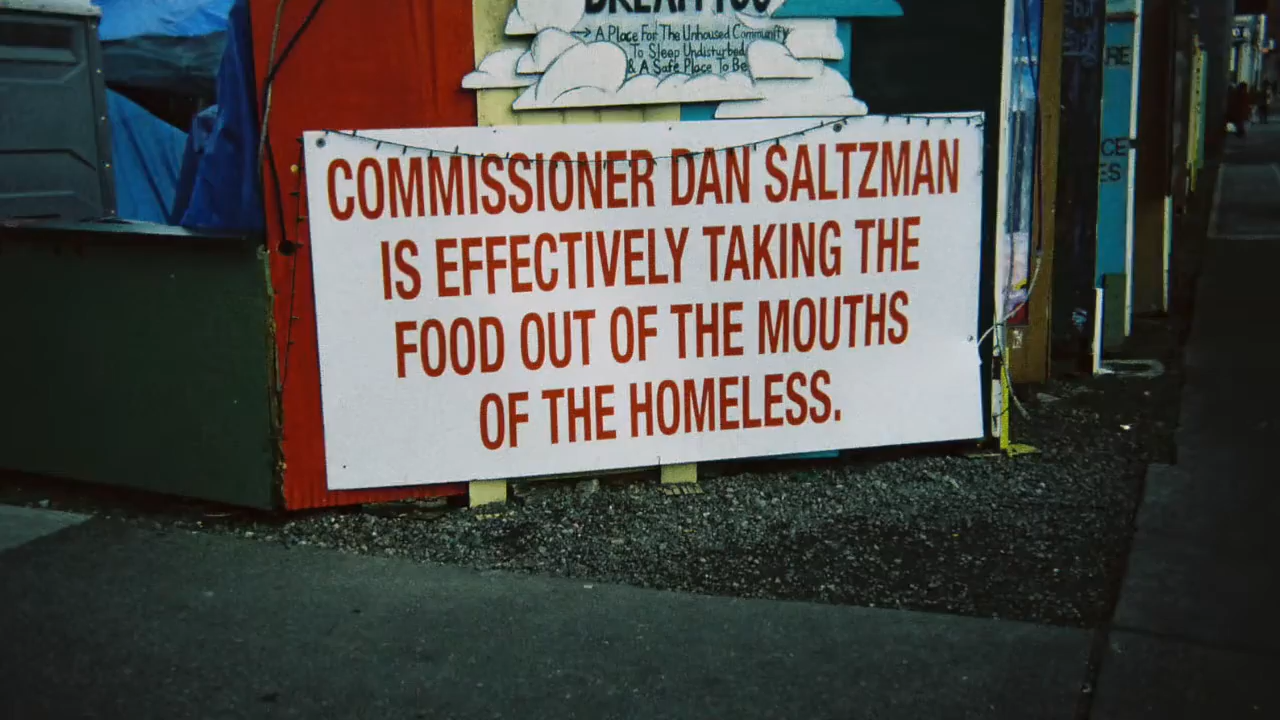 → A Place For The Unhoused Community
To Sleep Undisturbed
& A Safe Place To Be
COMMISSIONER DAN SALTZMAN
IS EFFECTIVELY TAKING THE
FOOD OUT OF THE MOUTHS
OF THE HOMELESS.